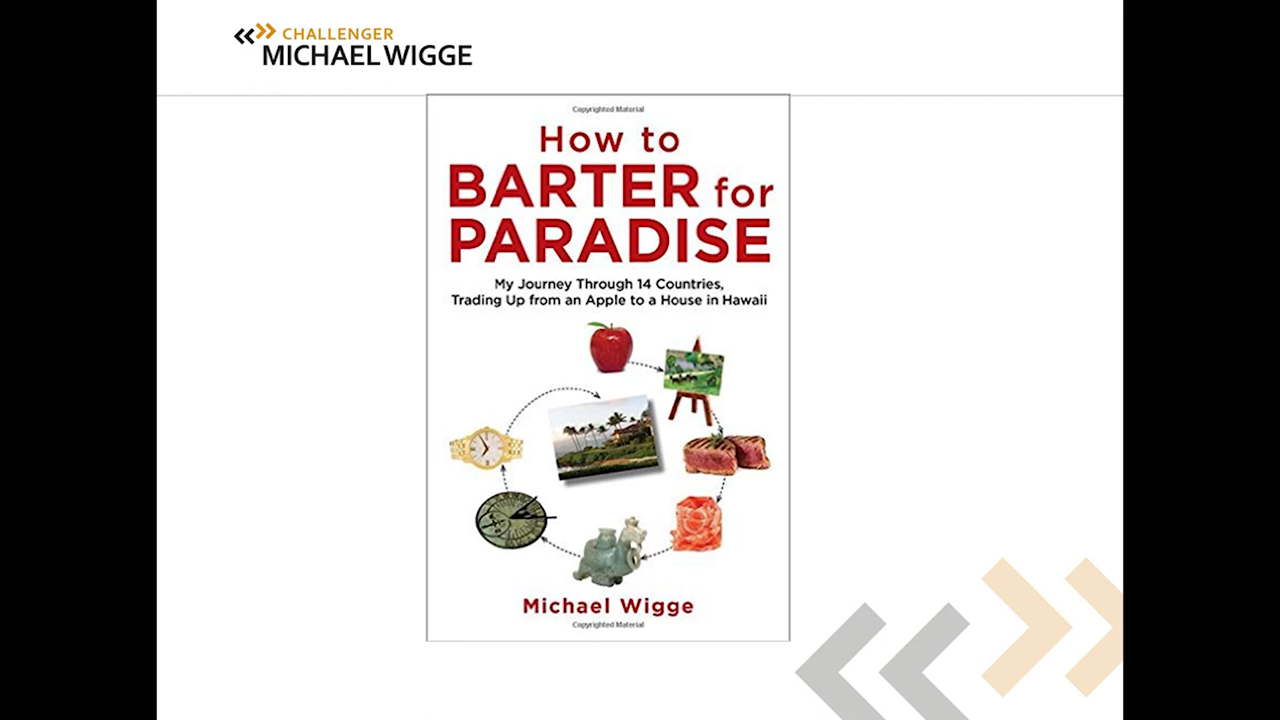 CHALLENGER
MICHAEL WIGGE
Copyrighted Material
How to
BARTER for
PARADISE
My Journey Through 14 Countries,
Trading Up from an Apple to a House in Hawaii
Michael Wigge
Copyrighted Material